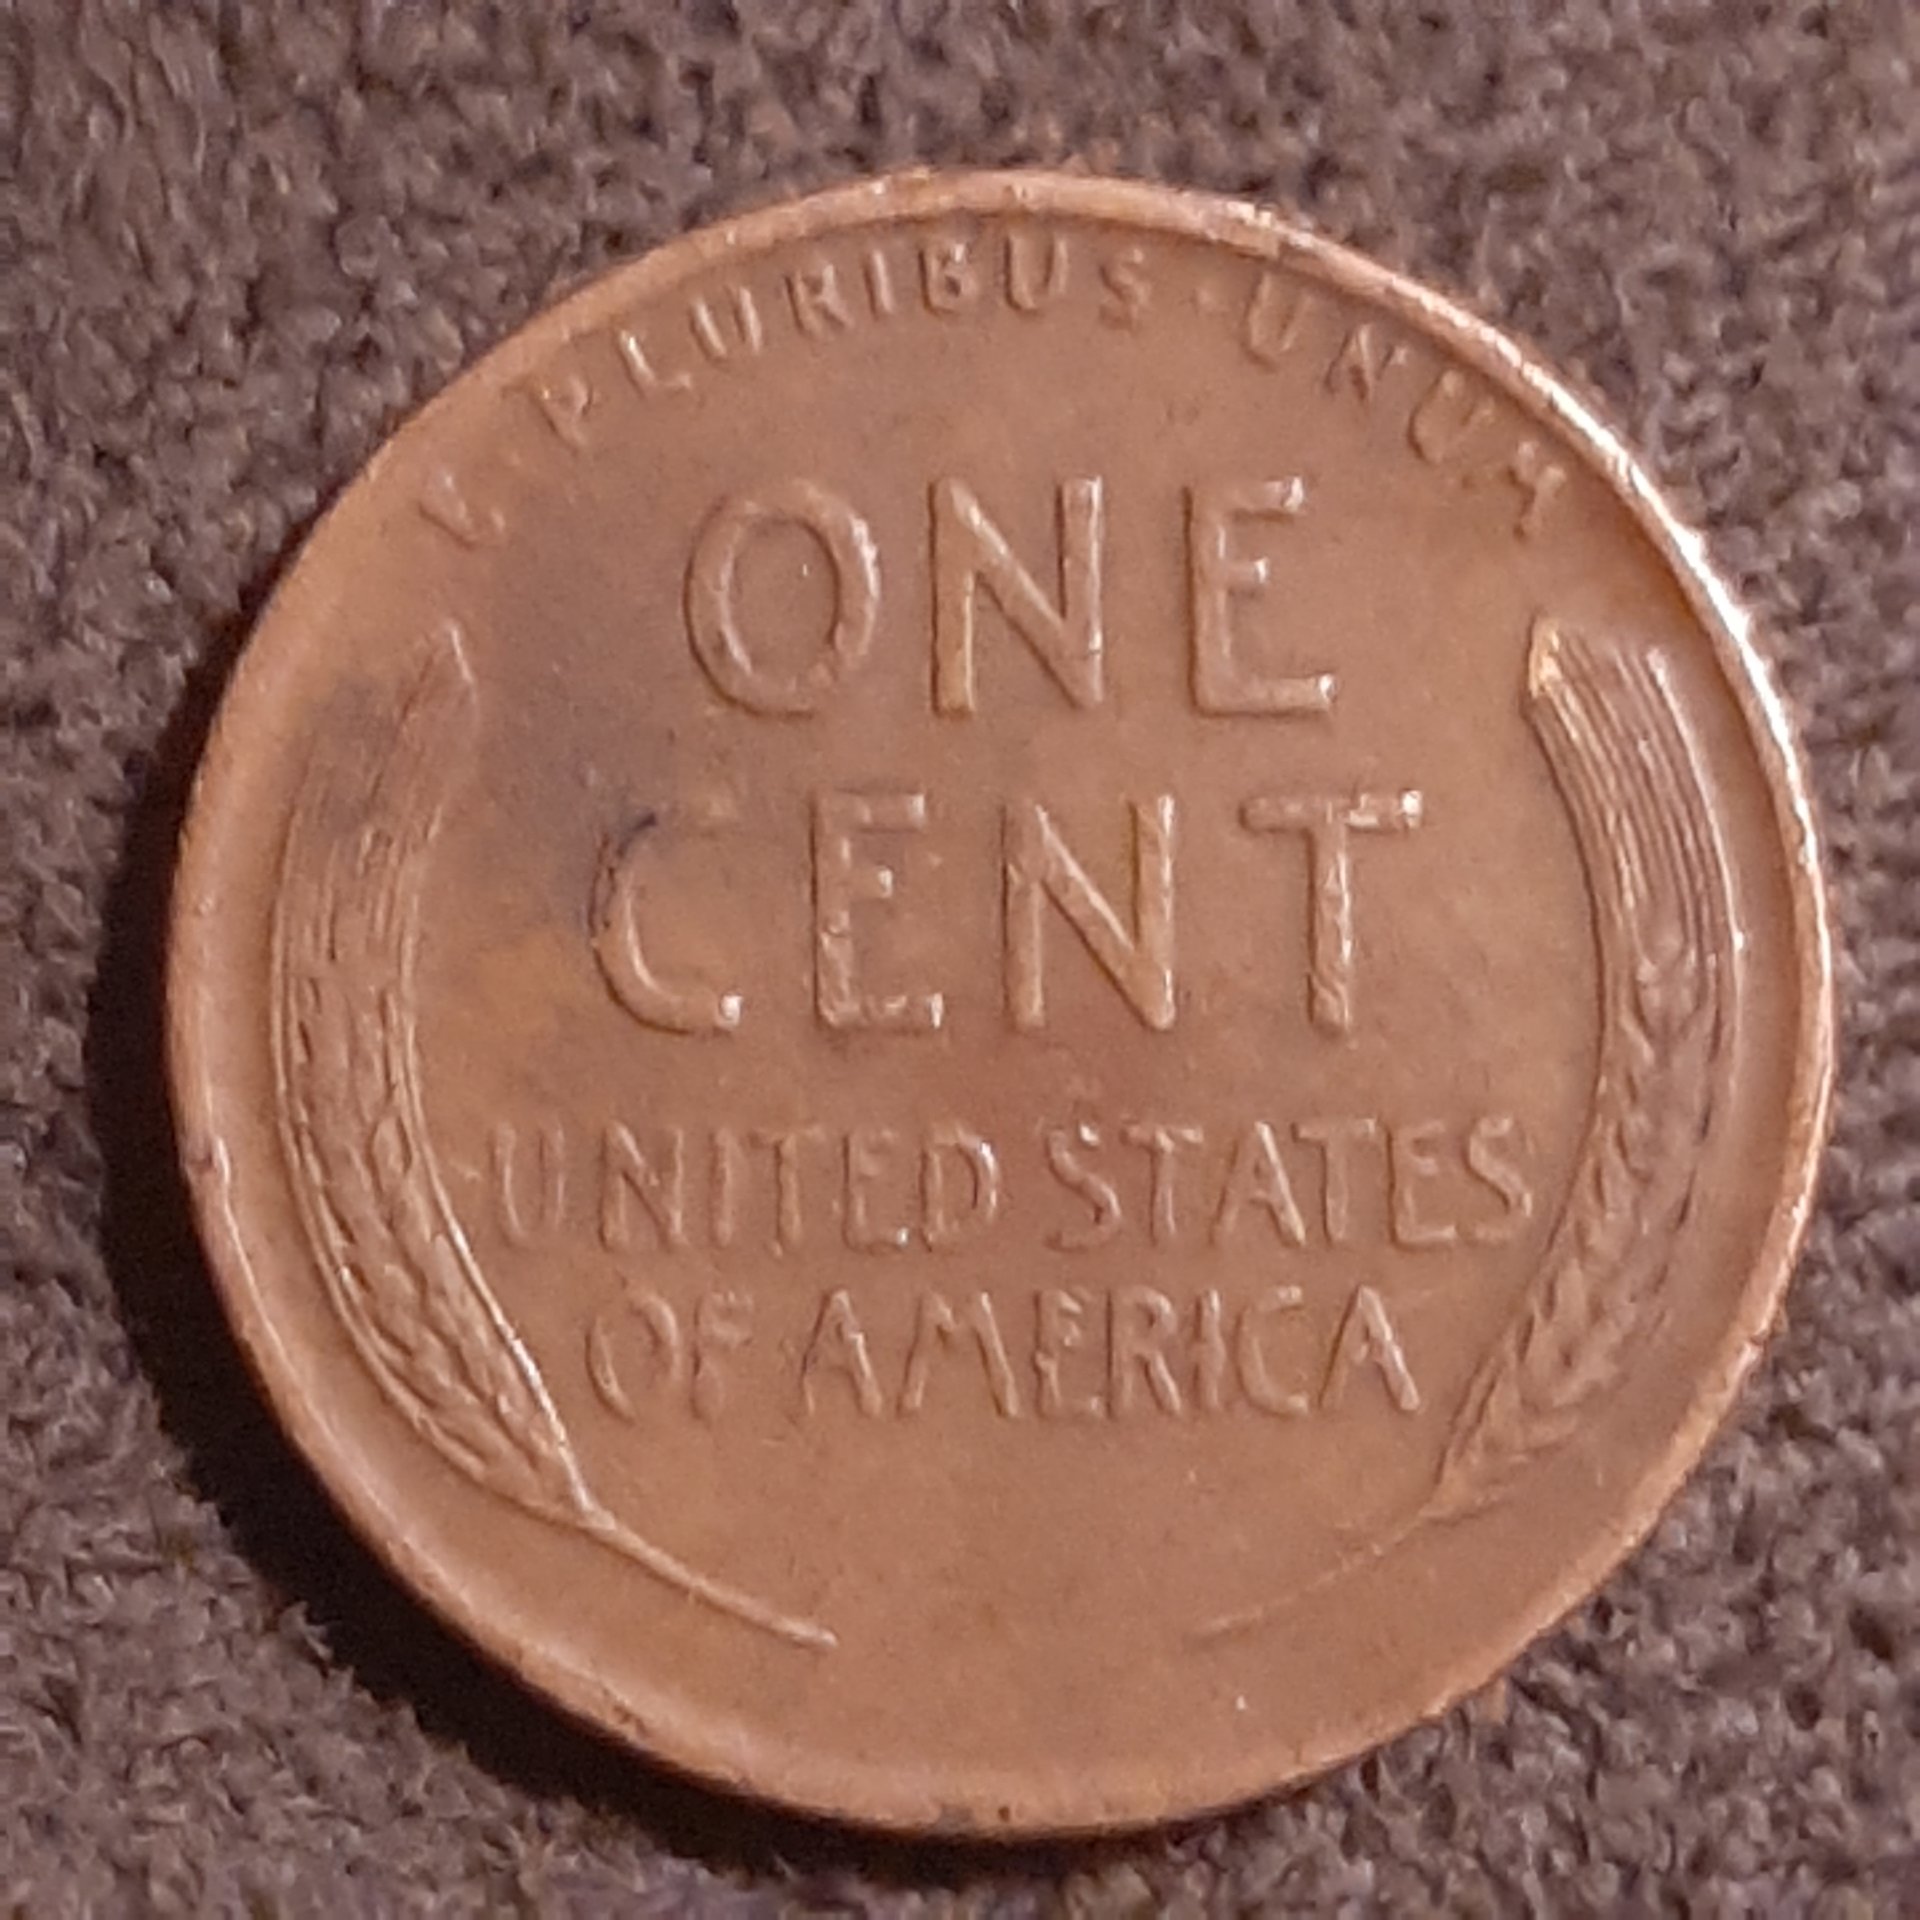 E·PLURIBUS·UNUM
ONE
CENT
UNITED STATES
OF AMERICA